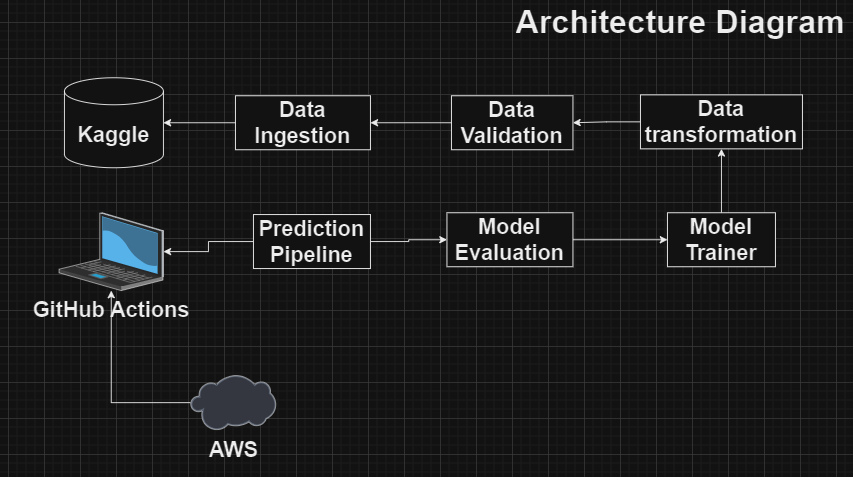 Architecture Diagram
Kaggle
Data
Ingestion
Data
Validation
Data
transformation
Prediction
Pipeline
Model
Evaluation
Model
Trainer
GitHub Actions
AWS